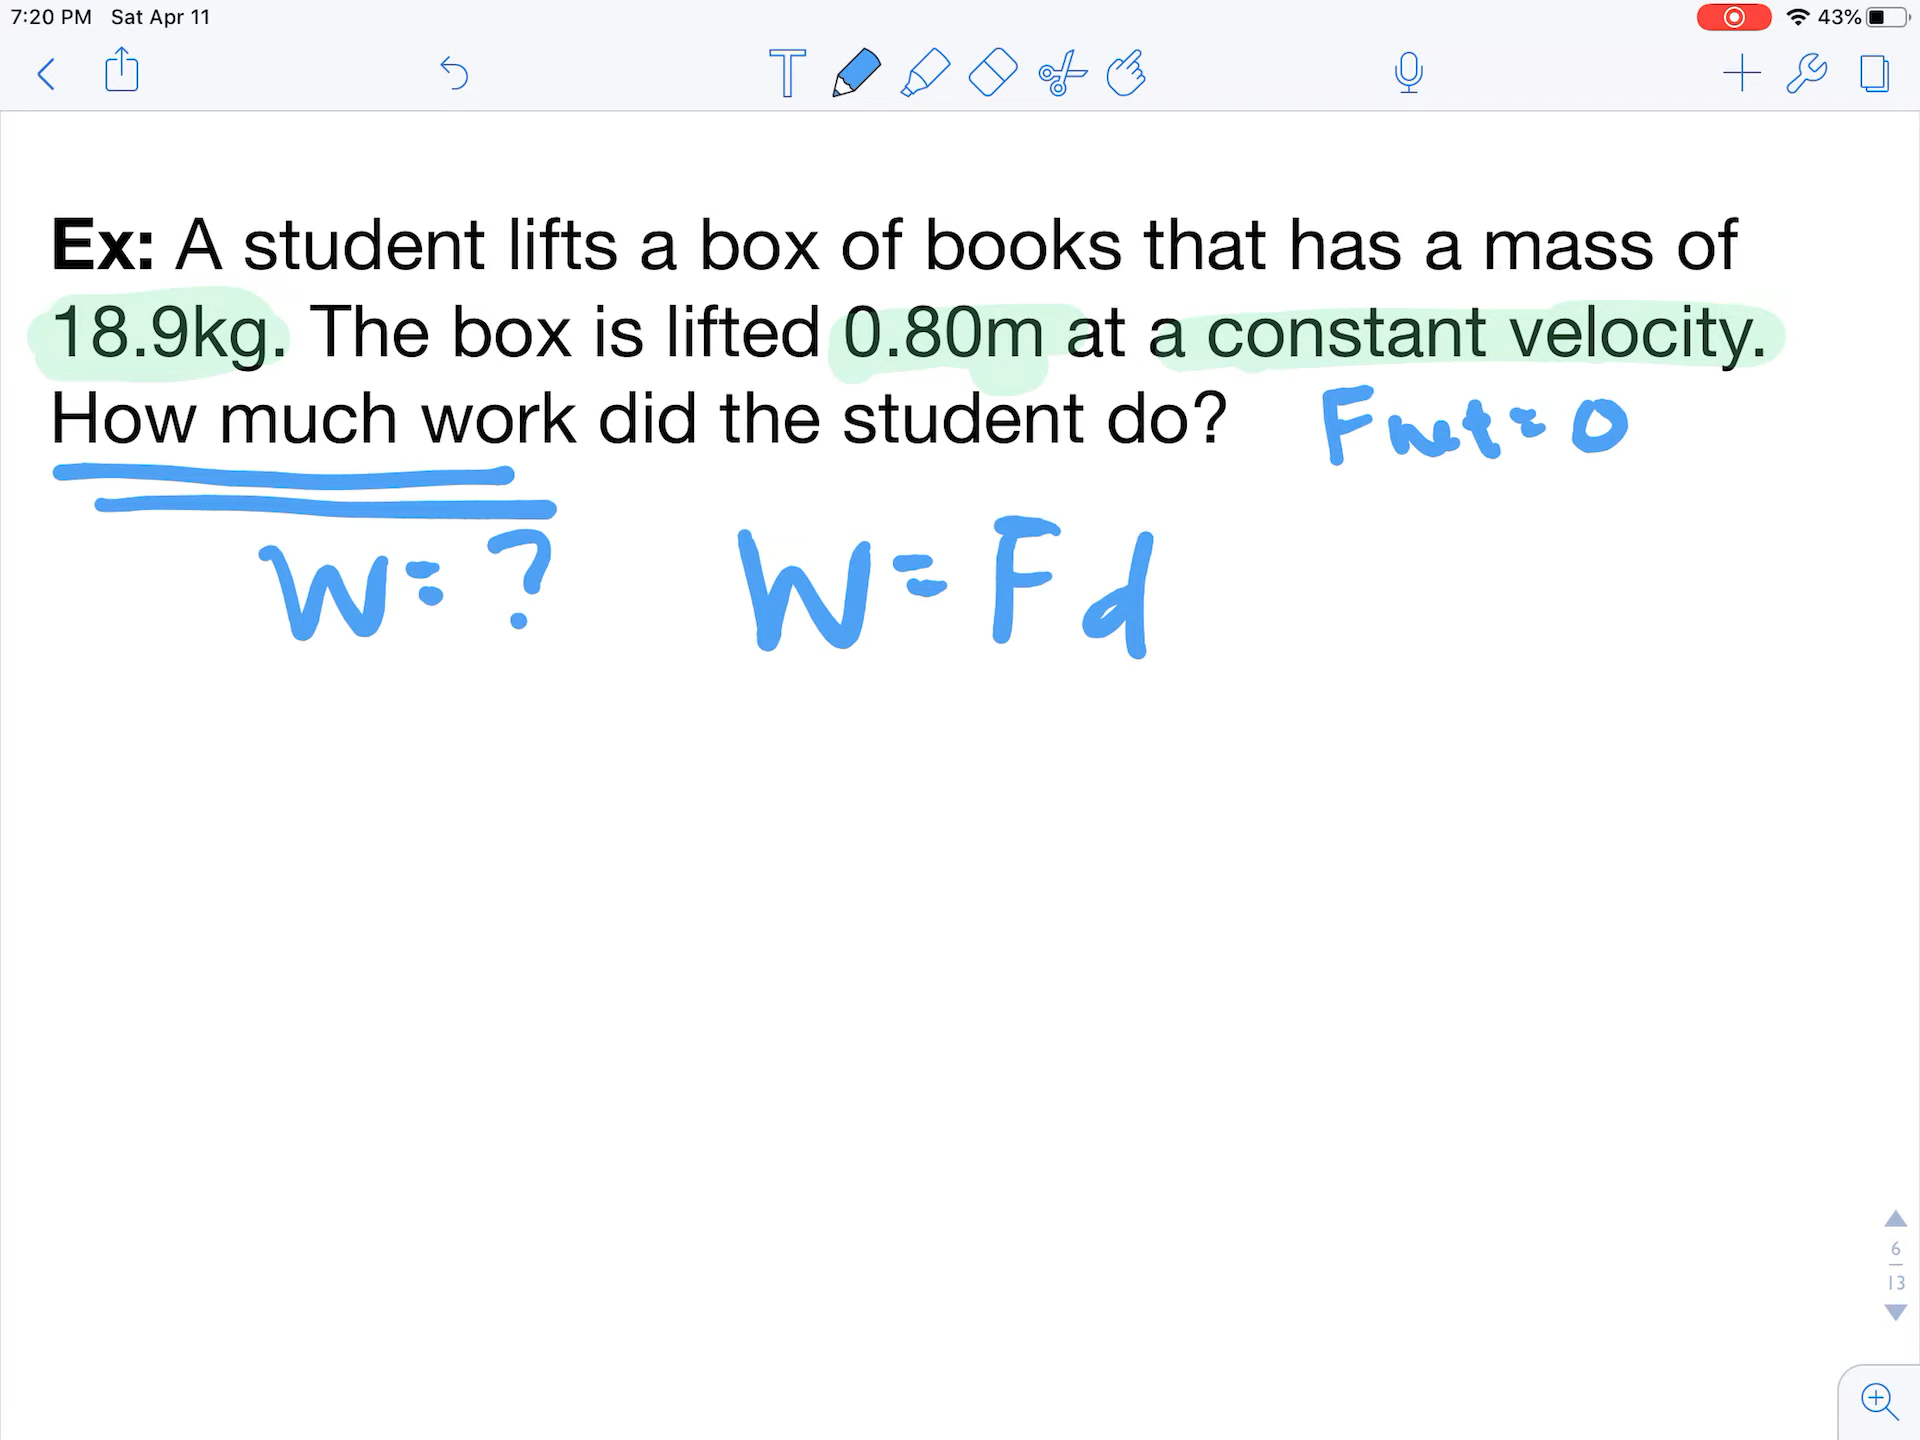 7:20 PM Sat Apr 11 43%
T
Ex: A student lifts a box of books that has a mass of
18.9kg. The box is lifted 0.80m at a constant velocity.
How much work did the student do? Fnet = 0
W = ? W = Fd
6
13